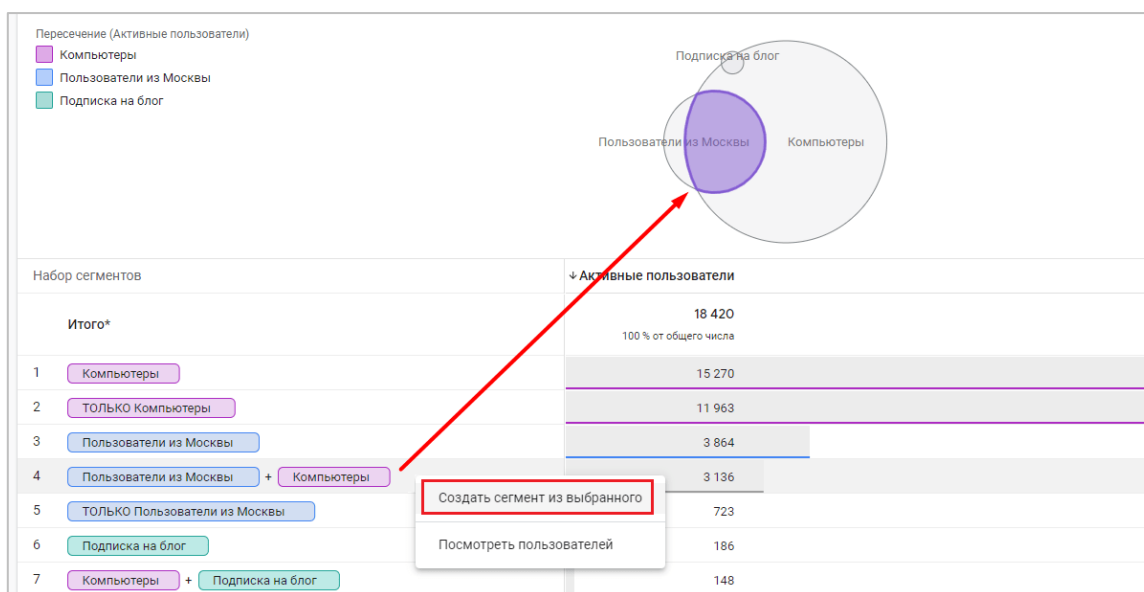 Пересечение (Активные пользователи)
Компьютеры
Пользователи из Москвы
Подписка на блог
Подписка на блог
Пользователи из Москвы
Компьютеры
Набор сегментов
↓ Активные пользователи
Итого*
18 420
100 % от общего числа
1 Компьютеры 15 270
2 ТОЛЬКО Компьютеры 11 963
3 Пользователи из Москвы 3 864
4 Пользователи из Москвы + Компьютеры 3 136
Создать сегмент из выбранного
5 ТОЛЬКО Пользователи из Москвы 723
Посмотреть пользователей
6 Подписка на блог 186
7 Компьютеры + Подписка на блог 148